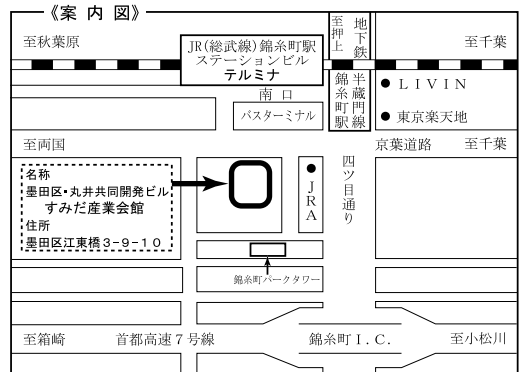 《案 内 図》
至秋葉原
JR(総武線)錦糸町駅
ステーションビル
テルミナ
至押上
地下鉄
半蔵門線
錦糸町駅
至千葉
● LIVIN
● 東京楽天地
南 口
バスターミナル
至両国
京葉道路
至千葉
名称
墨田区・丸井共同開発ビル
すみだ産業会館
住所
墨田区江東橋3-9-10
● JRA
四ツ目通り
錦糸町パークタワー
至箱崎
首都高速7号線
錦糸町I.C.
至小松川